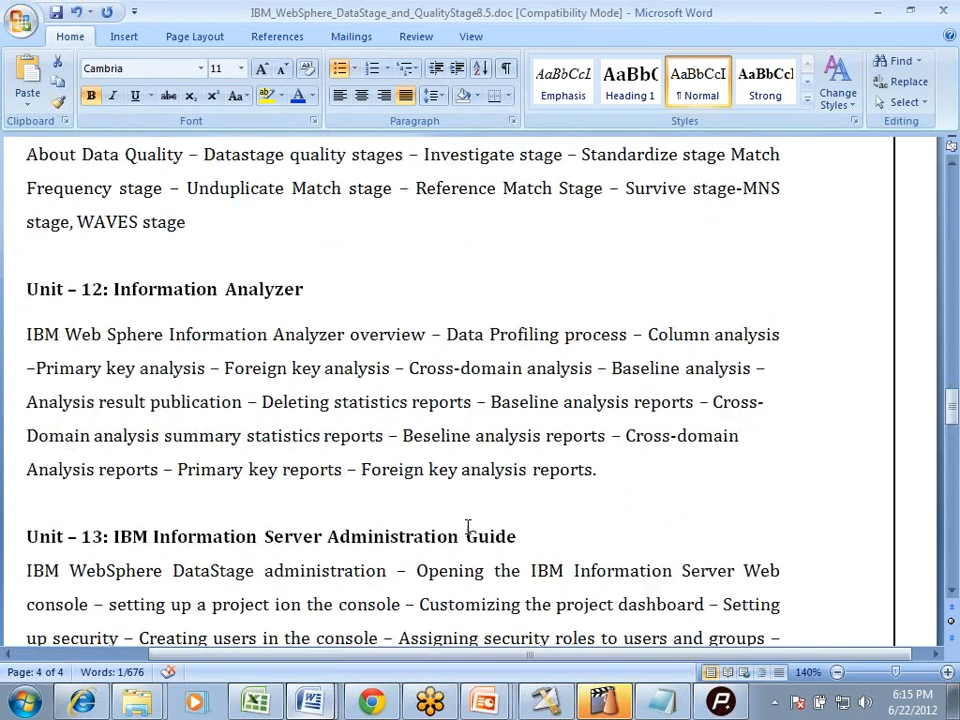 IBM_WebSphere_DataStage_and_QualityStage8.5.doc [Compatibility Mode] - Microsoft Word
Home Insert Page Layout References Mailings Review View
Cambria 11
Paste
B I U abc x₂ x² Aa A
AaBbCcI AaBb( AaBbCcI AaBbCcl
Emphasis Heading 1 ¶ Normal Strong
Change Styles
Find
Replace
Select
Clipboard Font Paragraph Styles Editing
About Data Quality – Datastage quality stages – Investigate stage – Standardize stage Match
Frequency stage – Unduplicate Match stage – Reference Match Stage – Survive stage-MNS
stage, WAVES stage
Unit – 12: Information Analyzer
IBM Web Sphere Information Analyzer overview – Data Profiling process – Column analysis
–Primary key analysis – Foreign key analysis – Cross-domain analysis – Baseline analysis –
Analysis result publication – Deleting statistics reports – Baseline analysis reports – Cross-
Domain analysis summary statistics reports – Beseline analysis reports – Cross-domain
Analysis reports – Primary key reports – Foreign key analysis reports.
Unit – 13: IBM Information Server Administration Guide
IBM WebSphere DataStage administration – Opening the IBM Information Server Web
console – setting up a project ion the console – Customizing the project dashboard – Setting
up security – Creating users in the console – Assigning security roles to users and groups –
Page: 4 of 4 Words: 1/676 140%
6:15 PM
6/22/2012